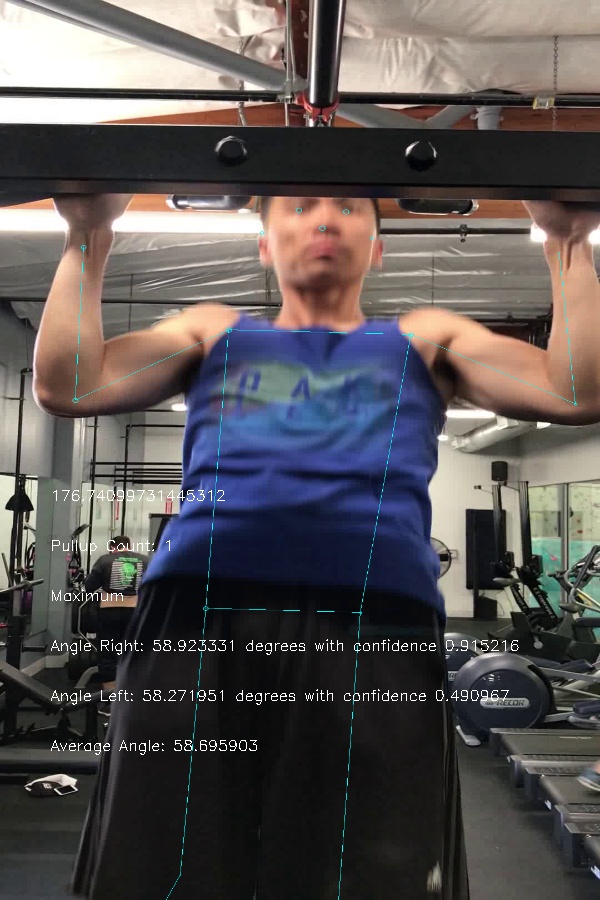 176.74099731445312
Pullup Count: 1
Maximum
Angle Right: 58.923331 degrees with confidence 0.915216
Angle Left: 58.271951 degrees with confidence 0.490967
Average Angle: 58.695903
PRECOR